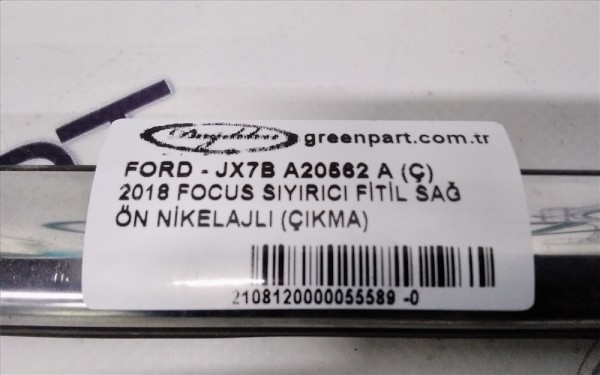 greenpart.com.tr
FORD - JX7B A20562 A (Ç)
2018 FOCUS SIYIRICI FİTİL SAĞ
ÖN NİKELAJLI (ÇIKMA)
2108120000055589 -0